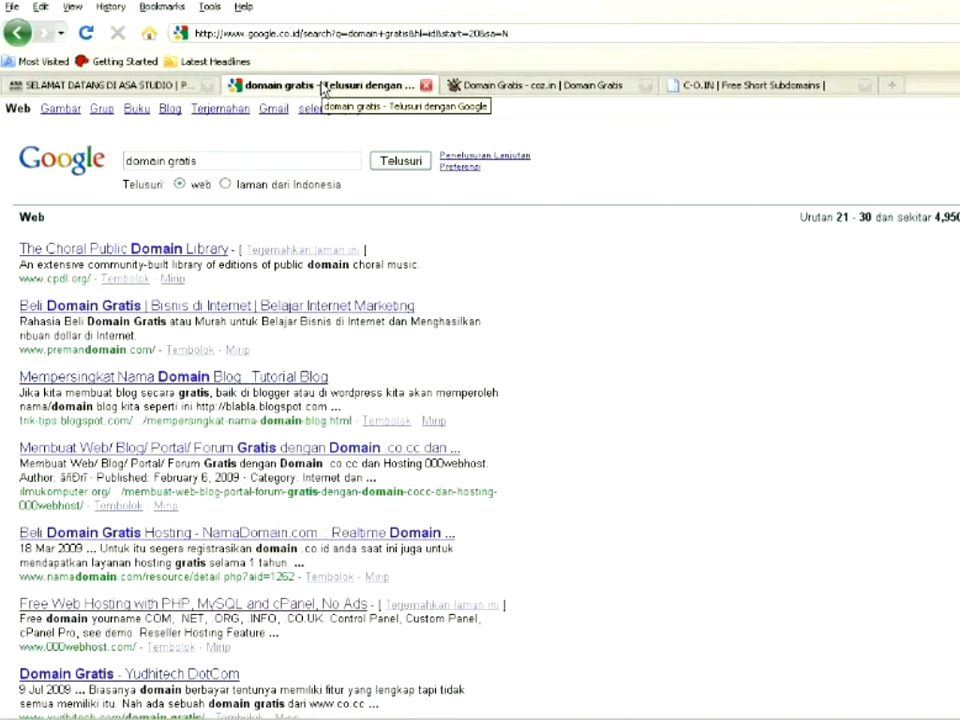 File Edit View History Bookmarks Tools Help
http://www.google.co.id/search?q=domain+gratis&hl=id&start=20&sa=N
Most Visited Getting Started Latest Headlines
SELAMAT DATANG DI ASA STUDIO | P... domain gratis - Telusuri dengan ... Domain Gratis - coz.in | Domain Gratis C-O.IN | Free Short Subdomains |
Web Gambar Grup Buku Blog Terjemahan Gmail
domain gratis - Telusuri dengan Google
Google domain gratis Telusuri Penelusuran Lanjutan
Preferensi
Telusuri: web laman dari Indonesia
Web Urutan 21 - 30 dari sekitar
The Choral Public Domain Library - [ Terjemahkan laman ini ]
An extensive community-built library of editions of public domain choral music.
www.cpdl.org/ - Tembolok - Mirip
Beli Domain Gratis | Bisnis di Internet | Belajar Internet Marketing
Rahasia Beli Domain Gratis atau Murah untuk Belajar Bisnis di Internet dan Menghasilkan
ribuan dollar di Internet.
www.premandomain.com/ - Tembolok - Mirip
Mempersingkat Nama Domain Blog Tutorial Blog
Jika kita membuat blog secara gratis, baik di blogger atau di wordpress kita akan memperoleh
nama/domain blog kita seperti ini http://blabla.blogspot.com ...
trik-tips.blogspot.com/ /mempersingkat-nama-domain-blog.html - Tembolok - Mirip
Membuat Web/ Blog/ Portal/ Forum Gratis dengan Domain co.cc dan ...
Membuat Web/ Blog/ Portal/ Forum Gratis dengan Domain co.cc dan Hosting 000webhost.
Author: · Published: February 6, 2009 · Category: Internet dan ...
ilmukomputer.org/ /membuat-web-blog-portal-forum-gratis-dengan-domain-cocc-dan-hosting-
000webhost/ - Tembolok - Mirip
Beli Domain Gratis Hosting - NamaDomain.com .: Realtime Domain ...
18 Mar 2009 ... Untuk itu segera registrasikan domain .co.id anda saat ini juga untuk
mendapatkan layanan hosting gratis selama 1 tahun. ...
www.namadomain.com/resource/detail.php?aid=1262 - Tembolok - Mirip
Free Web Hosting with PHP, MySQL and cPanel, No Ads - [ Terjemahkan laman ini ]
Free domain yourname COM, .NET, .ORG, .INFO, .CO.UK. Control Panel, Custom Panel,
cPanel Pro, see demo. Reseller Hosting Feature ...
www.000webhost.com/ - Tembolok - Mirip
Domain Gratis - Yudhitech DotCom
9 Jul 2009 ... Biasanya domain berbayar tentunya memiliki fitur yang lengkap tapi tidak
semua memiliki itu. Nah ada sebuah domain gratis dari www.co.cc ...
www.yudhitech.com/domain-gratis/ - Tembolok - Mirip